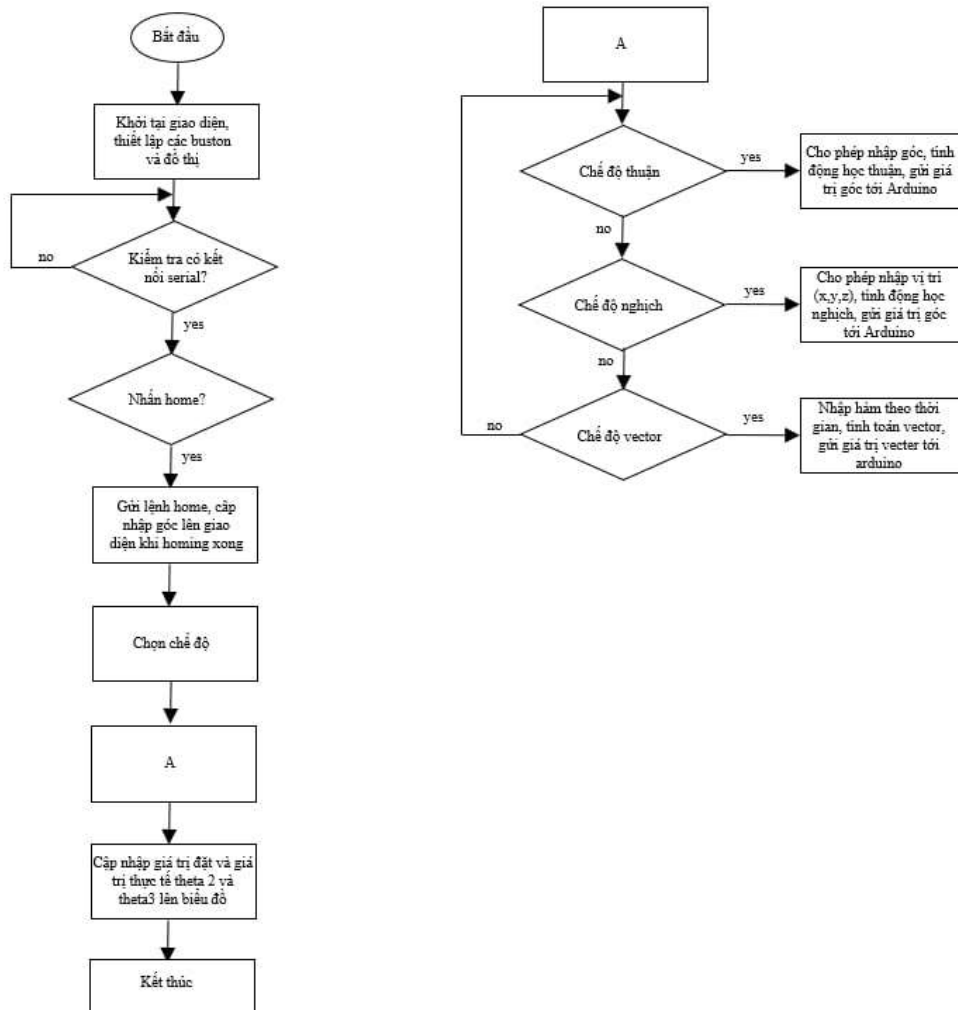 Bắt đầu
Khởi tại giao diện,
thiết lập các buston
và đồ thị
no
Kiểm tra có kết
nối serial?
yes
Nhấn home?
yes
Gửi lệnh home, cập
nhập góc lên giao
diện khi homing xong
Chọn chế độ
A
Cập nhập giá trị đặt và giá
trị thực tế theta 2 và
theta3 lên biểu đồ
Kết thúc
A
Chế độ thuận
yes
Cho phép nhập góc, tính
động học thuận, gửi giá
trị góc tới Arduino
no
Chế độ nghịch
yes
Cho phép nhập vị trí
(x,y,z), tính động học
nghịch, gửi giá trị góc
tới Arduino
no
no
Chế độ vector
yes
Nhập hàm theo thời
gian, tính toán vector,
gửi giá trị vecter tới
arduino